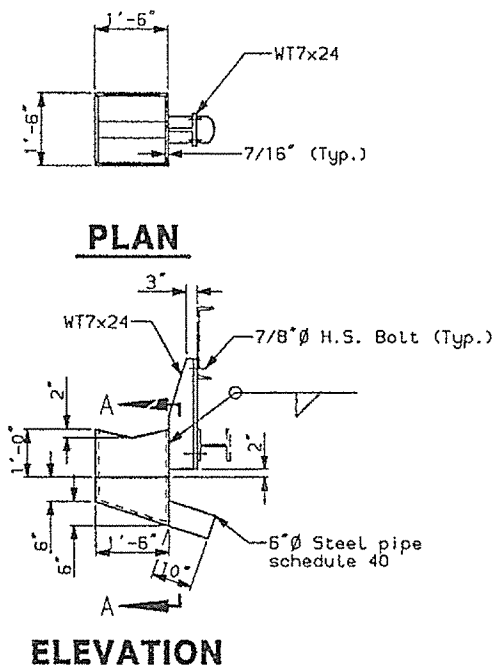 1'-6"
WT7x24
1'-6"
7/16" (Typ.)
PLAN
3"
WT7x24
7/8"Ø H.S. Bolt (Typ.)
2"
A
1'-0"
2"
6"
6"
1'-6"
10"
6"Ø Steel pipe
schedule 40
A
ELEVATION